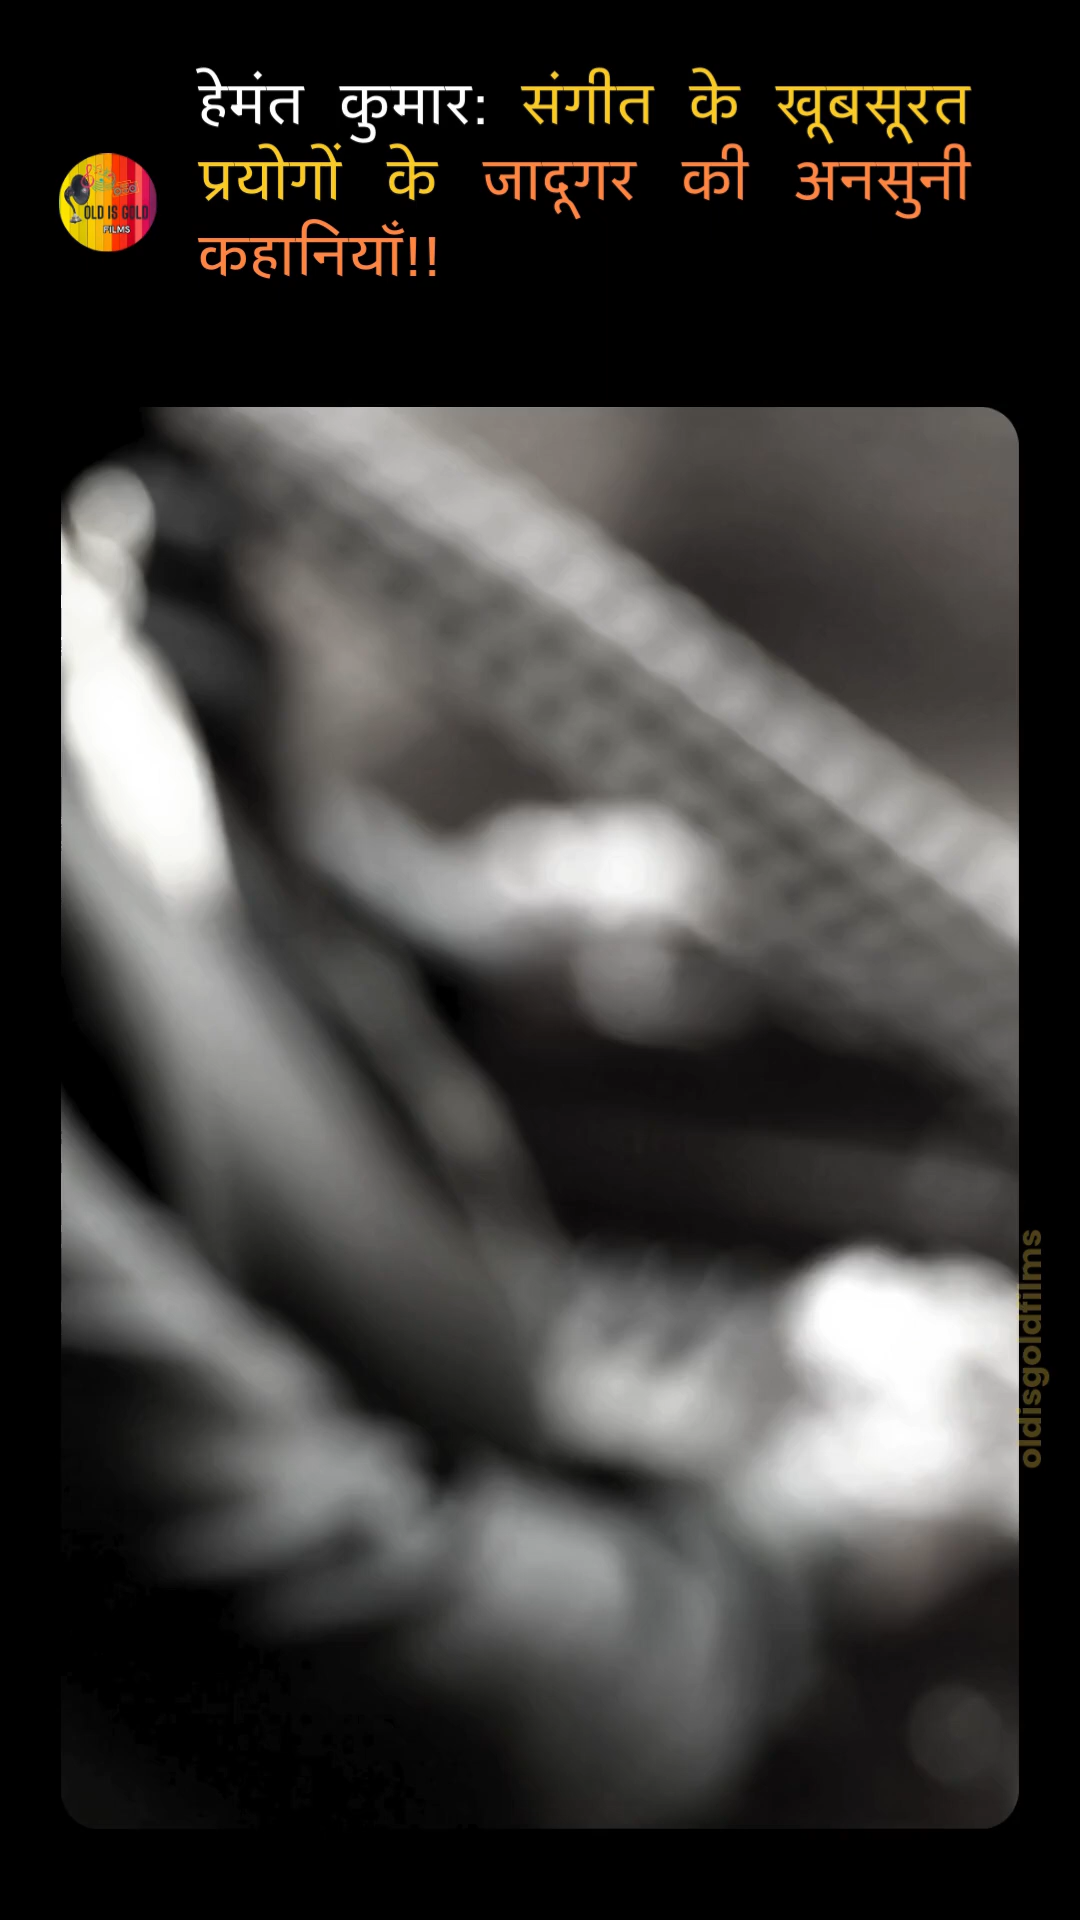 हेमंत कुमार: संगीत के खूबसूरत
प्रयोगों के जादूगर की अनसुनी
कहानियाँ!!
OLD IS GOLD
FILMS
oldisgoldfilms